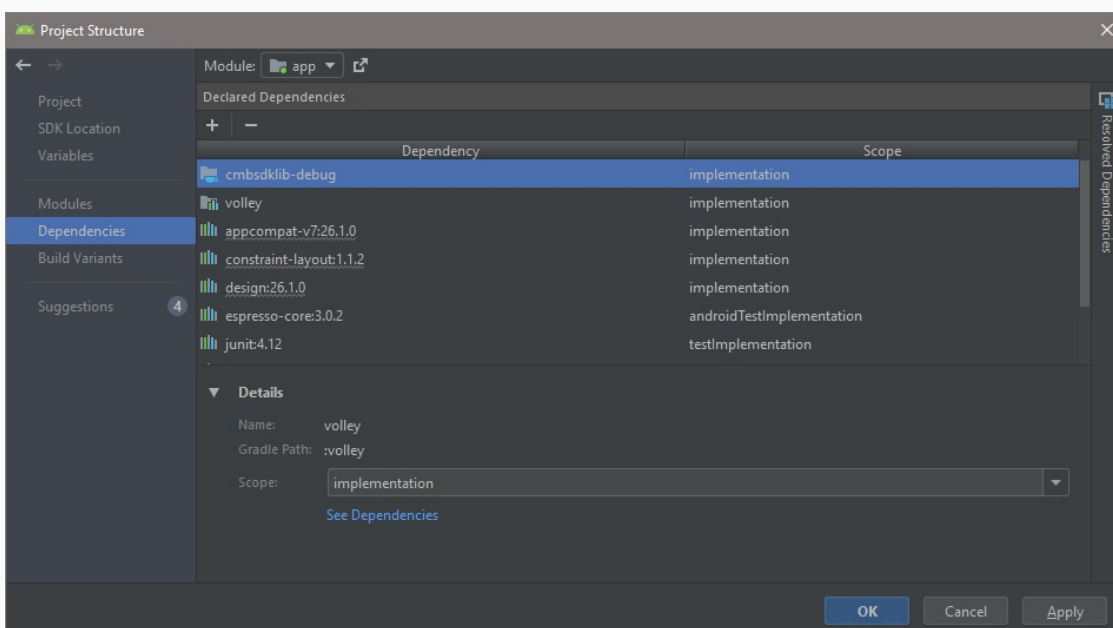 Project Structure
Module: app
Project
SDK Location
Variables
Modules
Dependencies
Build Variants
Suggestions 4
Declared Dependencies
Dependency Scope
cmbsdklib-debug implementation
volley implementation
appcompat-v7:26.1.0 implementation
constraint-layout:1.1.2 implementation
design:26.1.0 implementation
espresso-core:3.0.2 androidTestImplementation
junit:4.12 testImplementation
Details
Name: volley
Gradle Path: :volley
Scope: implementation
See Dependencies
Resolved Dependencies
OK Cancel Apply